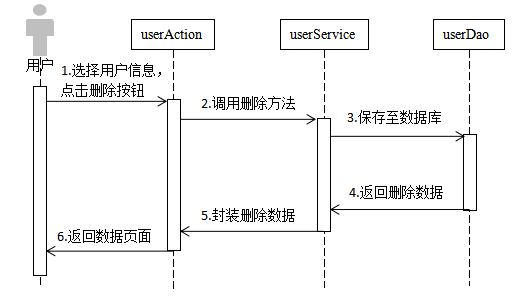 userAction
userService
userDao
用户
1.选择用户信息，
点击删除按钮
2.调用删除方法
3.保存至数据库
4.返回删除数据
5.封装删除数据
6.返回数据页面